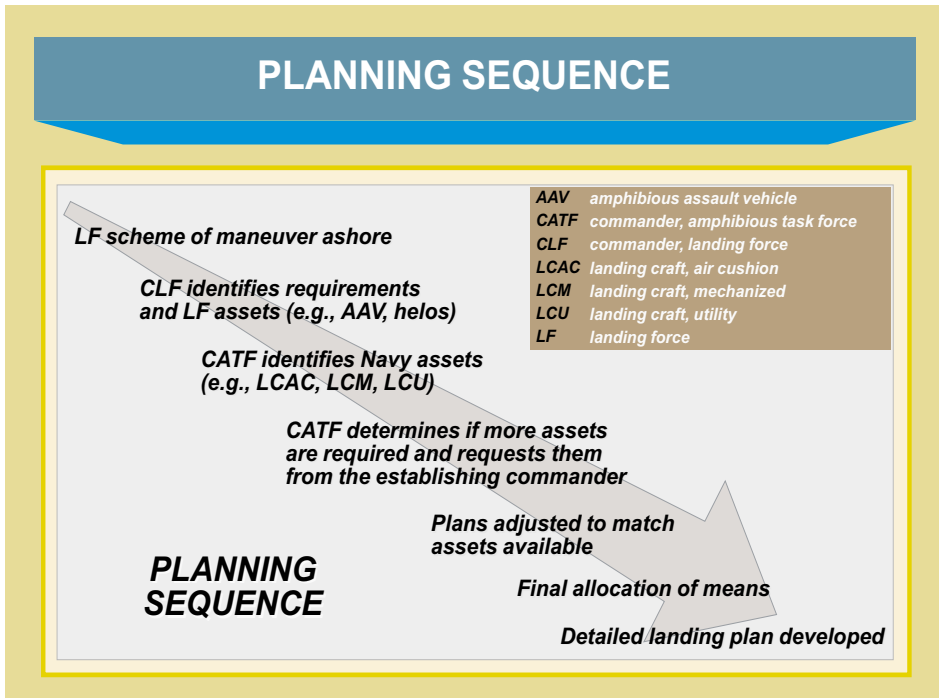 PLANNING SEQUENCE
AAV amphibious assault vehicle
CATF commander, amphibious task force
CLF commander, landing force
LCAC landing craft, air cushion
LCM landing craft, mechanized
LCU landing craft, utility
LF landing force
LF scheme of maneuver ashore
CLF identifies requirements
and LF assets (e.g., AAV, helos)
CATF identifies Navy assets
(e.g., LCAC, LCM, LCU)
CATF determines if more assets
are required and requests them
from the establishing commander
Plans adjusted to match
assets available
Final allocation of means
Detailed landing plan developed
PLANNING
SEQUENCE